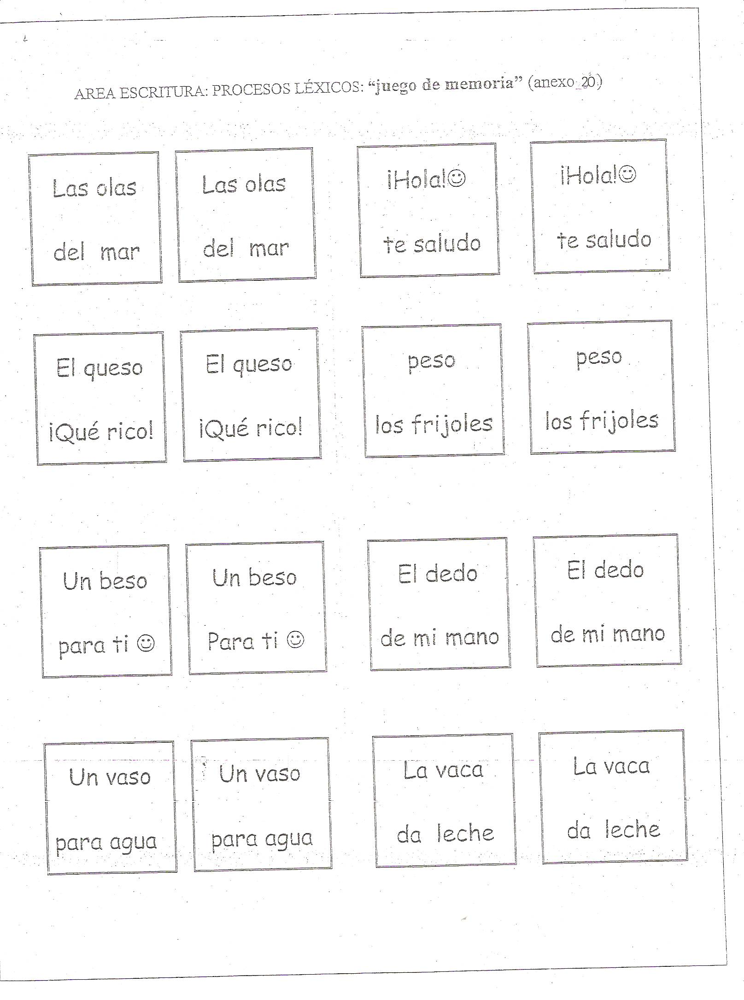 AREA ESCRITURA: PROCESOS LÉXICOS: “juego de memoria” (anexo 20)
Las olas
del mar
Las olas
del mar
¡Hola!☺
te saludo
¡Hola!☺
te saludo
El queso
¡Qué rico!
El queso
¡Qué rico!
peso
los frijoles
peso
los frijoles
Un beso
para ti ☺
Un beso
Para ti ☺
El dedo
de mi mano
El dedo
de mi mano
Un vaso
para agua
Un vaso
para agua
La vaca
da leche
La vaca
da leche